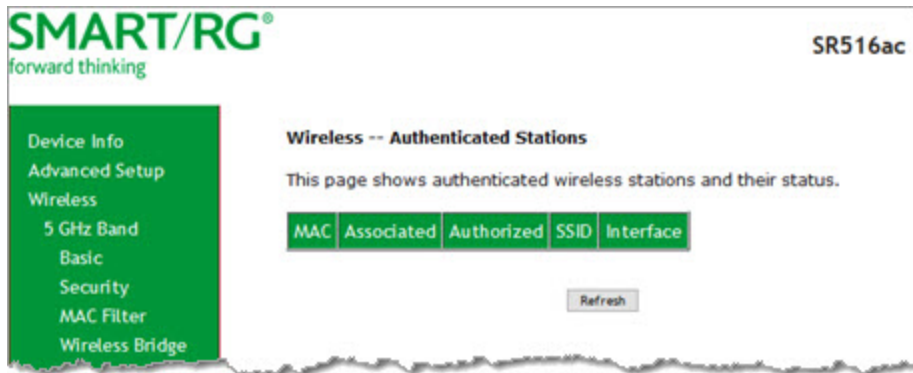 SMART/RG®
forward thinking
SR516ac
Device Info
Advanced Setup
Wireless
5 GHz Band
Basic
Security
MAC Filter
Wireless Bridge
Wireless -- Authenticated Stations
This page shows authenticated wireless stations and their status.
MAC Associated Authorized SSID Interface
Refresh